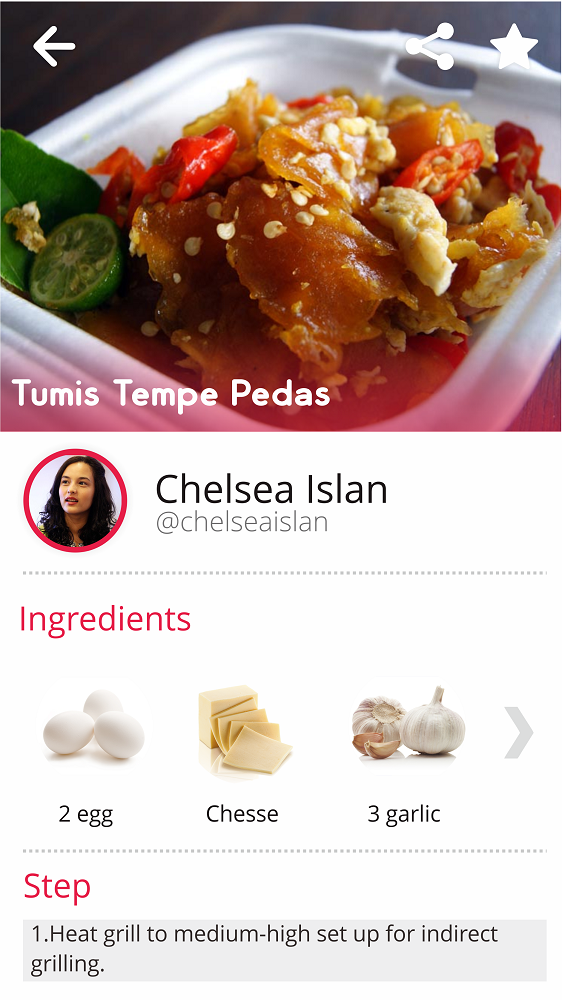 Tumis Tempe Pedas
Chelsea Islan
@chelseaislan
Ingredients
2 egg
Chesse
3 garlic
Step
1.Heat grill to medium-high set up for indirect
grilling.